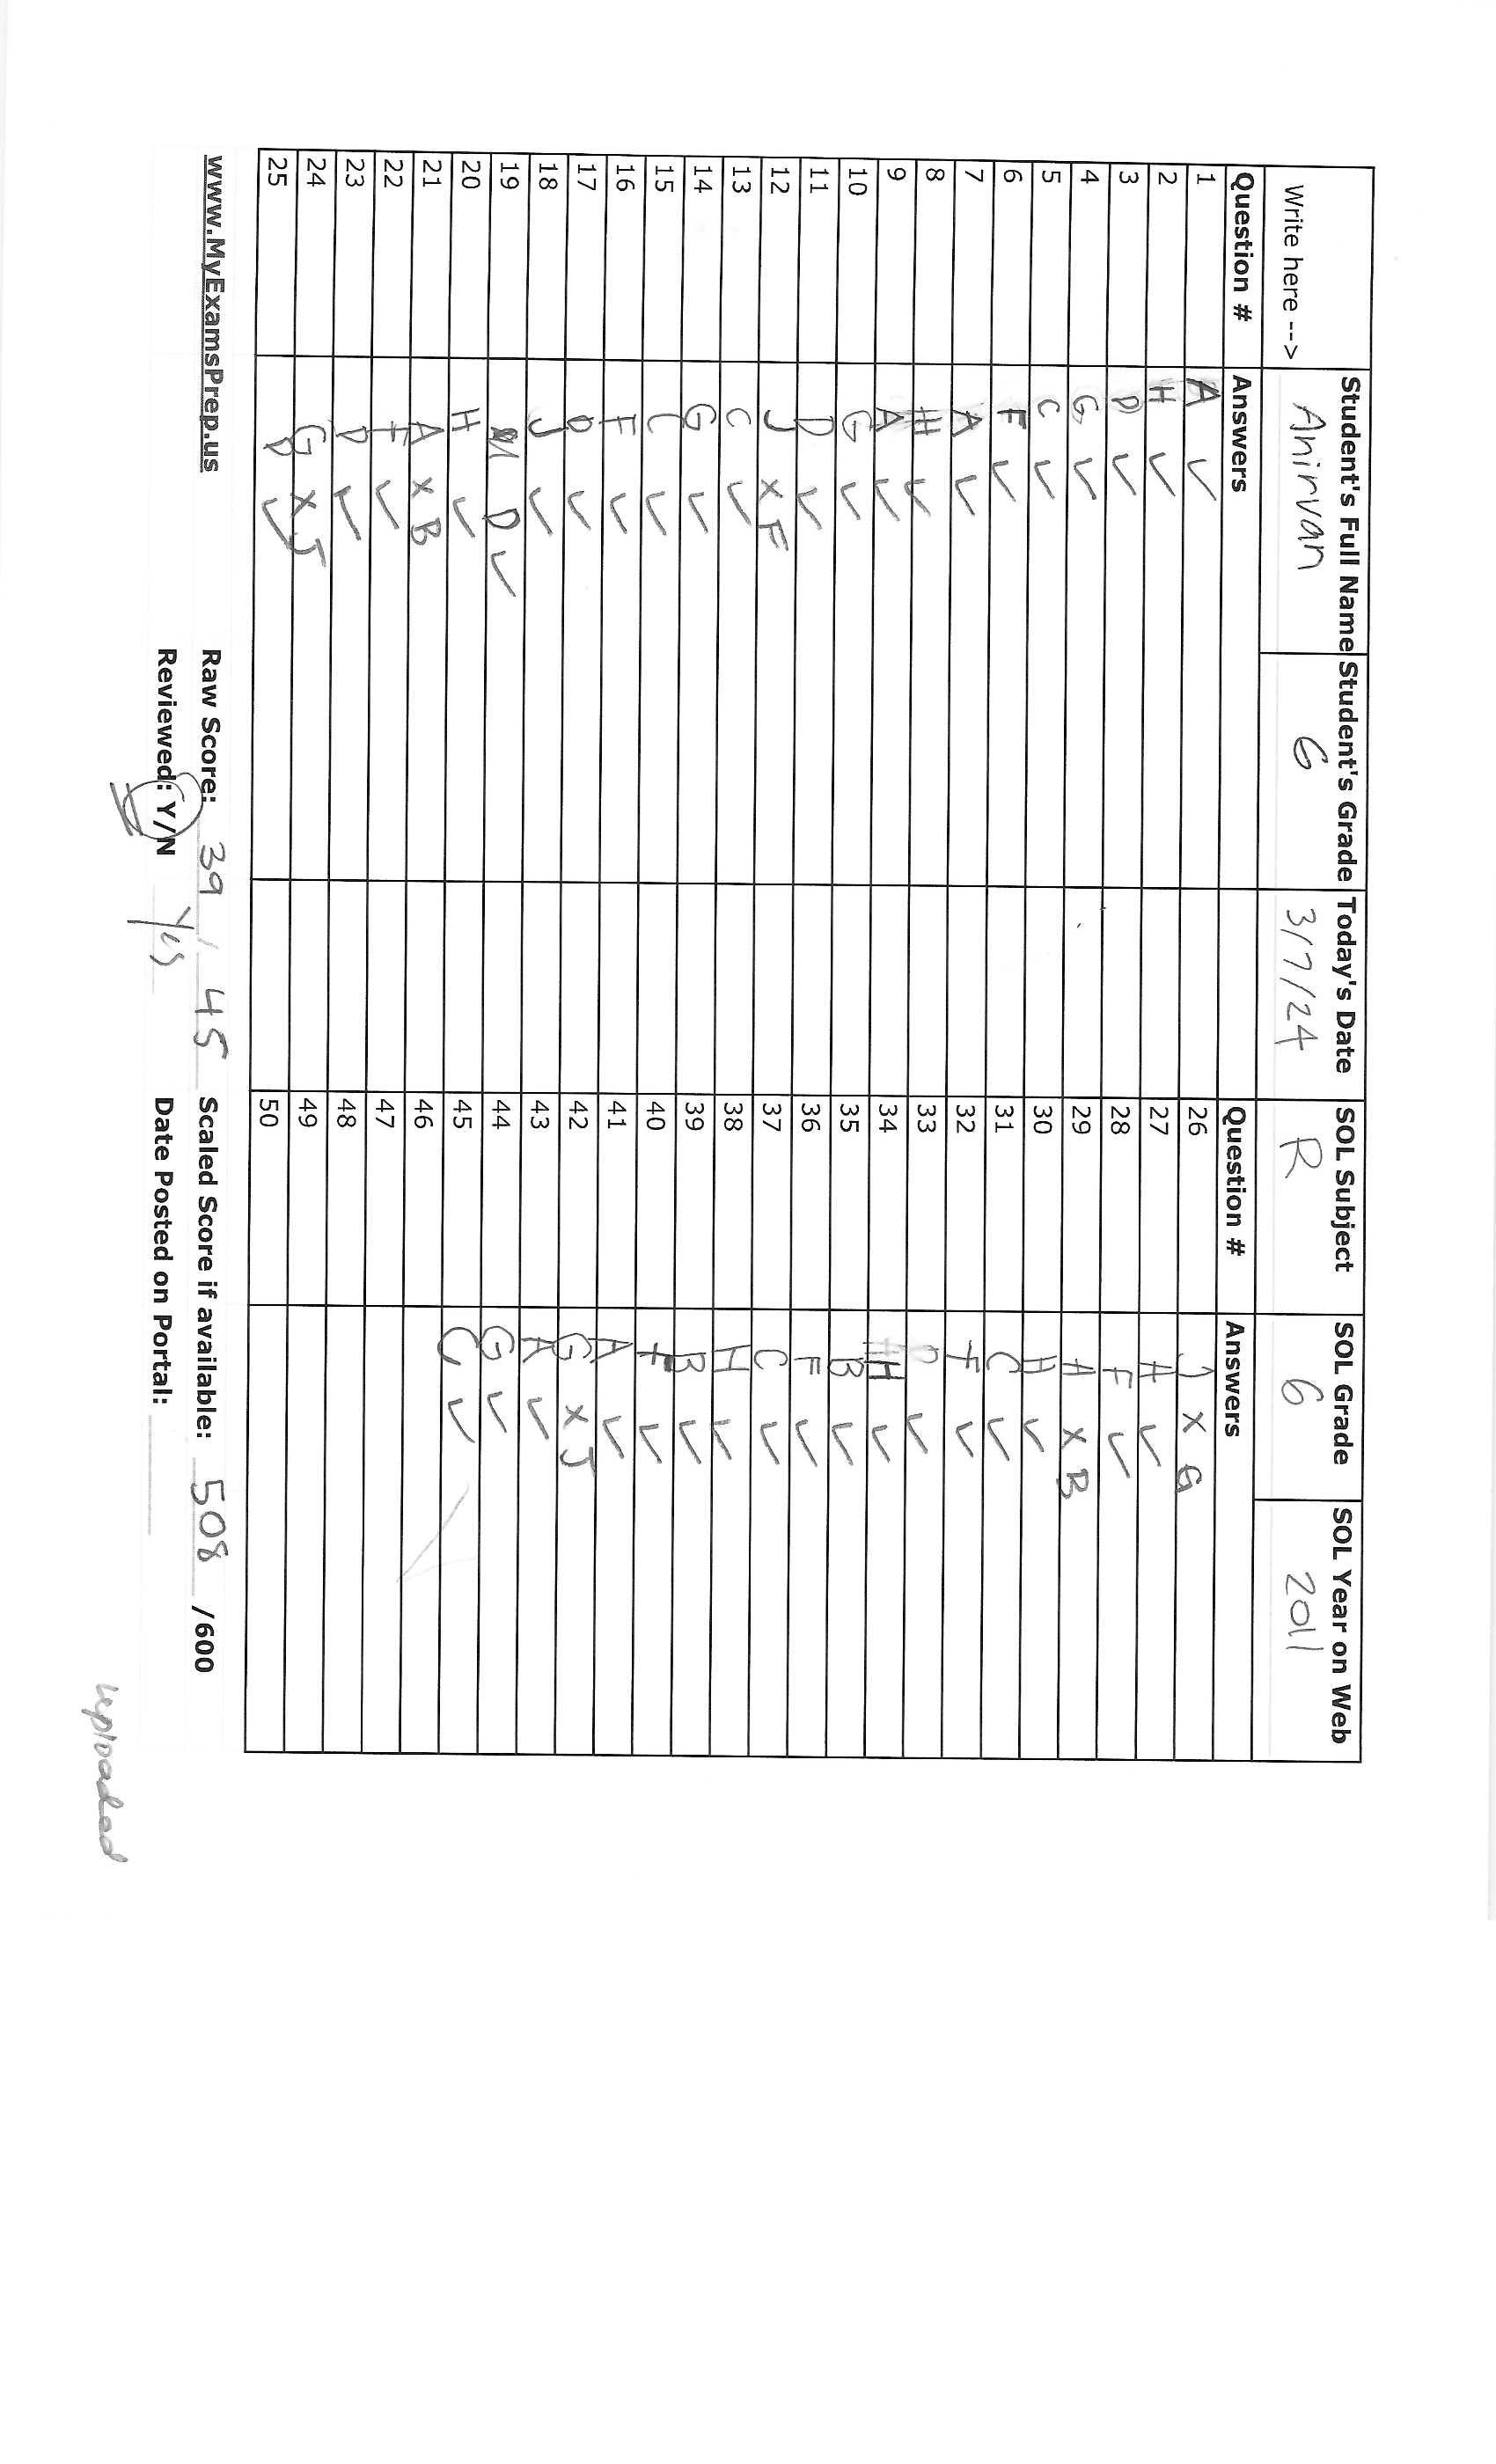 Student's Full Name Student's Grade Today's Date SOL Subject SOL Grade SOL Year on Web
Write here --> Anirvan 6 3/7/24 R 6 2011
Question # Answers Question # Answers
1 A ✓ 26 J x G
2 H ✓ 27 A ✓
3 D ✓ 28 F ✓
4 G ✓ 29 A x B
5 C ✓ 30 H ✓
6 F ✓ 31 C ✓
7 A ✓ 32 F ✓
8 H ✓ 33 ✓
9 A ✓ 34 H ✓
10 G ✓ 35 B ✓
11 D ✓ 36 F ✓
12 J x F 37 C ✓
13 C ✓ 38 H ✓
14 G ✓ 39 B ✓
15 C ✓ 40 F ✓
16 F ✓ 41 A ✓
17 D ✓ 42 G x J
18 J ✓ 43 A ✓
19 D ✓ 44 G ✓
20 H ✓ 45 C ✓
21 A x B 46
22 F ✓ 47
23 D ✓ 48
24 G x J 49
25 D ✓ 50
www.MyExamsPrep.us Raw Score: 39 / 45 Scaled Score if available: 508 /600
Reviewed: Y/N Yes Date Posted on Portal:
uploaded